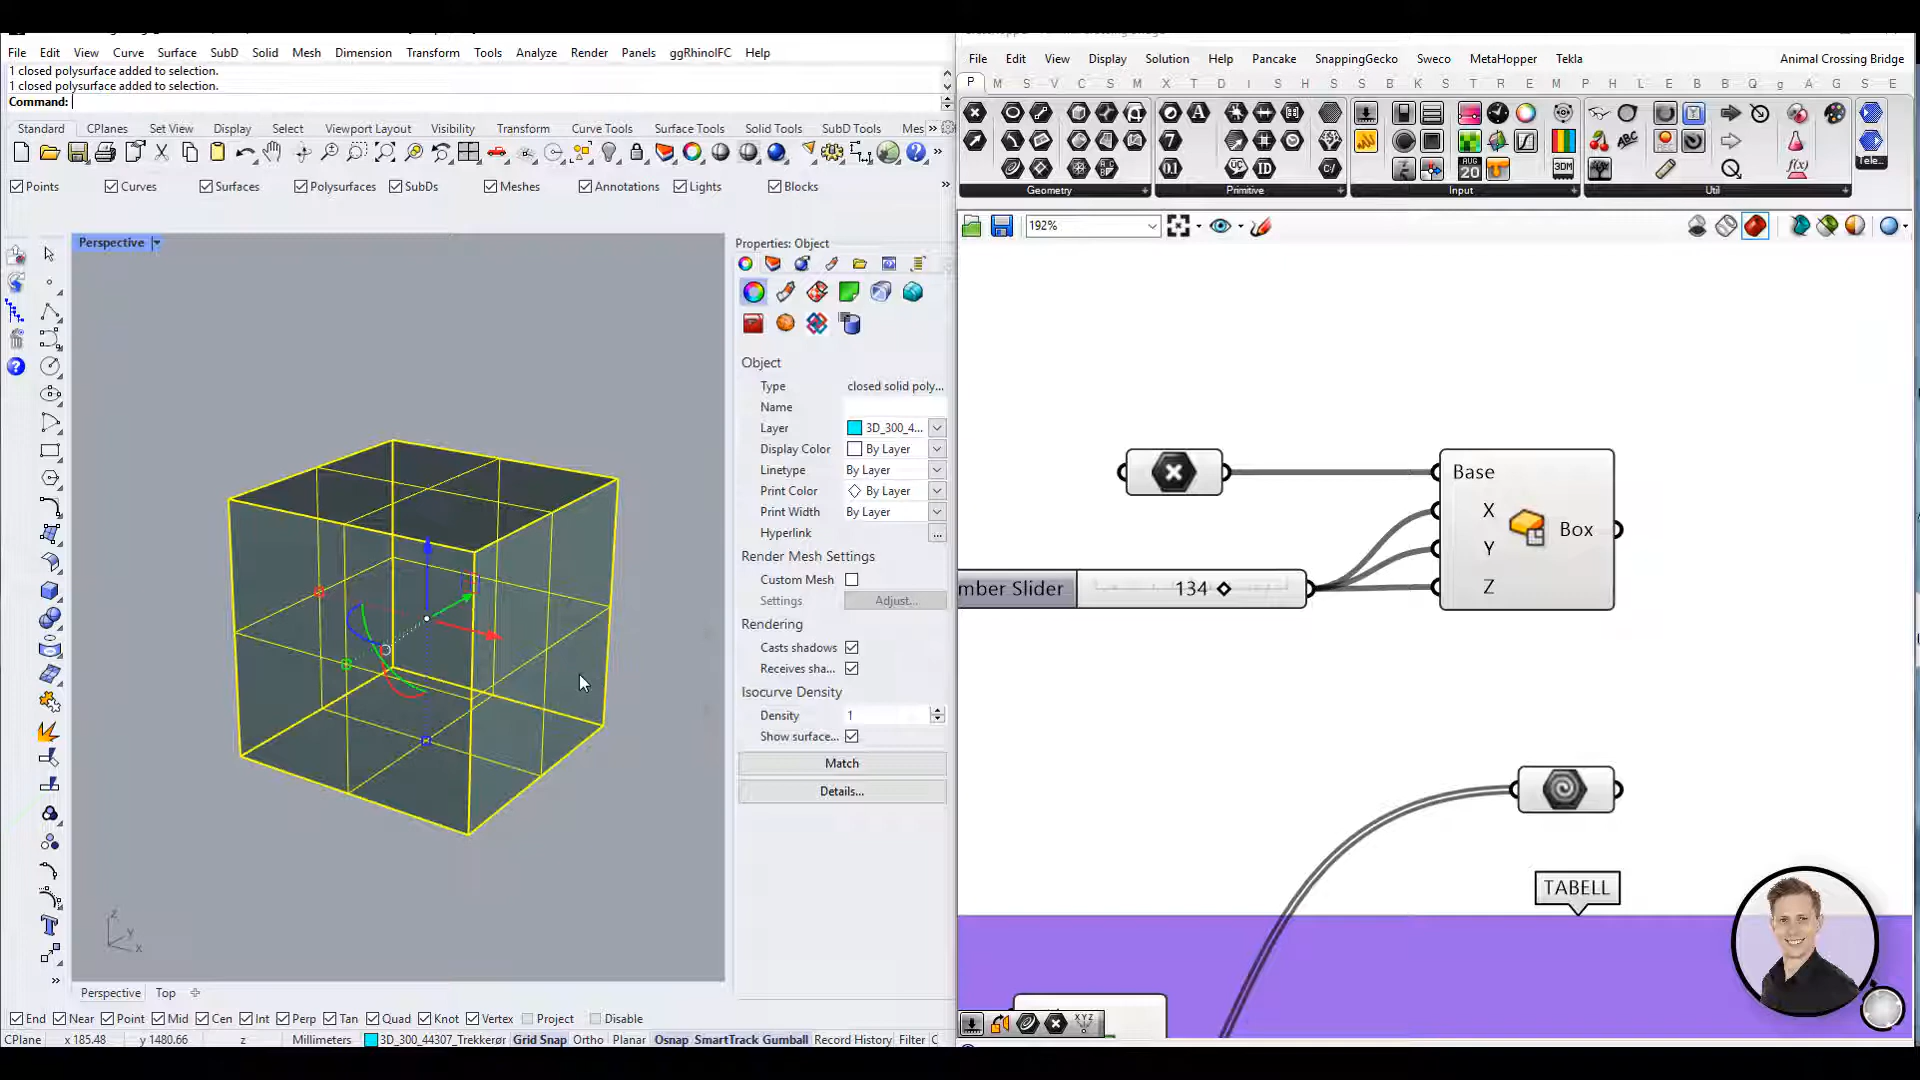 File Edit View Curve Surface SubD Solid Mesh Dimension Transform Tools Analyze Render Panels ggRhinoIFC Help
1 closed polysurface added to selection.
1 closed polysurface added to selection.
Command:
Standard CPlanes Set View Display Select Viewport Layout Visibility Transform Curve Tools Surface Tools Solid Tools SubD Tools Mes
Points Curves Surfaces Polysurfaces SubDs Meshes Annotations Lights Blocks
Perspective
z
y
x
Perspective Top
Properties: Object
Object
Type closed solid poly...
Name
Layer 3D_300_4...
Display Color By Layer
Linetype By Layer
Print Color By Layer
Print Width By Layer
Hyperlink ...
Render Mesh Settings
Custom Mesh
Settings Adjust...
Rendering
Casts shadows
Receives sha...
Isocurve Density
Density 1
Show surface...
Match
Details...
End Near Point Mid Cen Int Perp Tan Quad Knot Vertex Project Disable
CPlane x 185.48 y 1480.66 z Millimeters 3D_300_44307_Trekkerør Grid Snap Ortho Planar Osnap SmartTrack Gumball Record History Filter C
File Edit View Display Solution Help Pancake SnappingGecko Sweco MetaHopper Tekla Animal Crossing Bridge
P M S V C S M X T D I S B K S T R E L E B Q g A G S E
Geometry Primitive Input Util
Tele...
192%
Base
X
Y
Z
Box
mber Slider 134
TABELL
XYZ